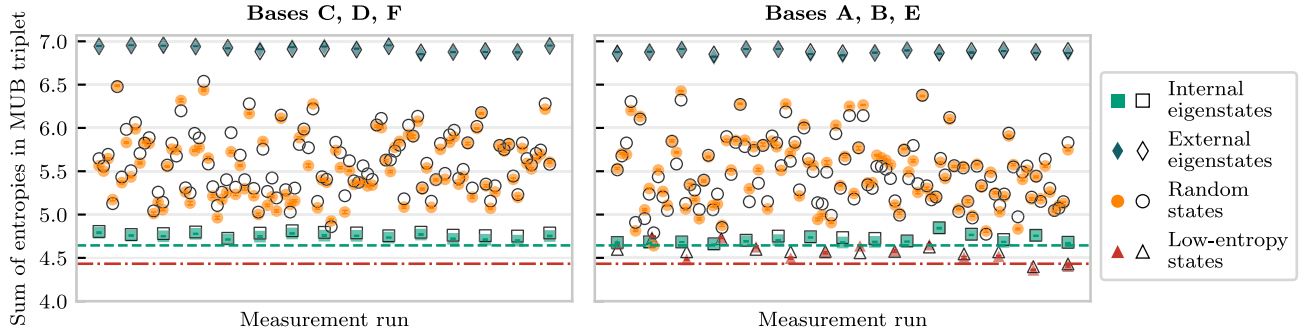 Bases C, D, F
Bases A, B, E
Sum of entropies in MUB triplet
7.0
6.5
6.0
5.5
5.0
4.5
4.0
Measurement run
Measurement run
Internal
eigenstates
External
eigenstates
Random
states
Low-entropy
states